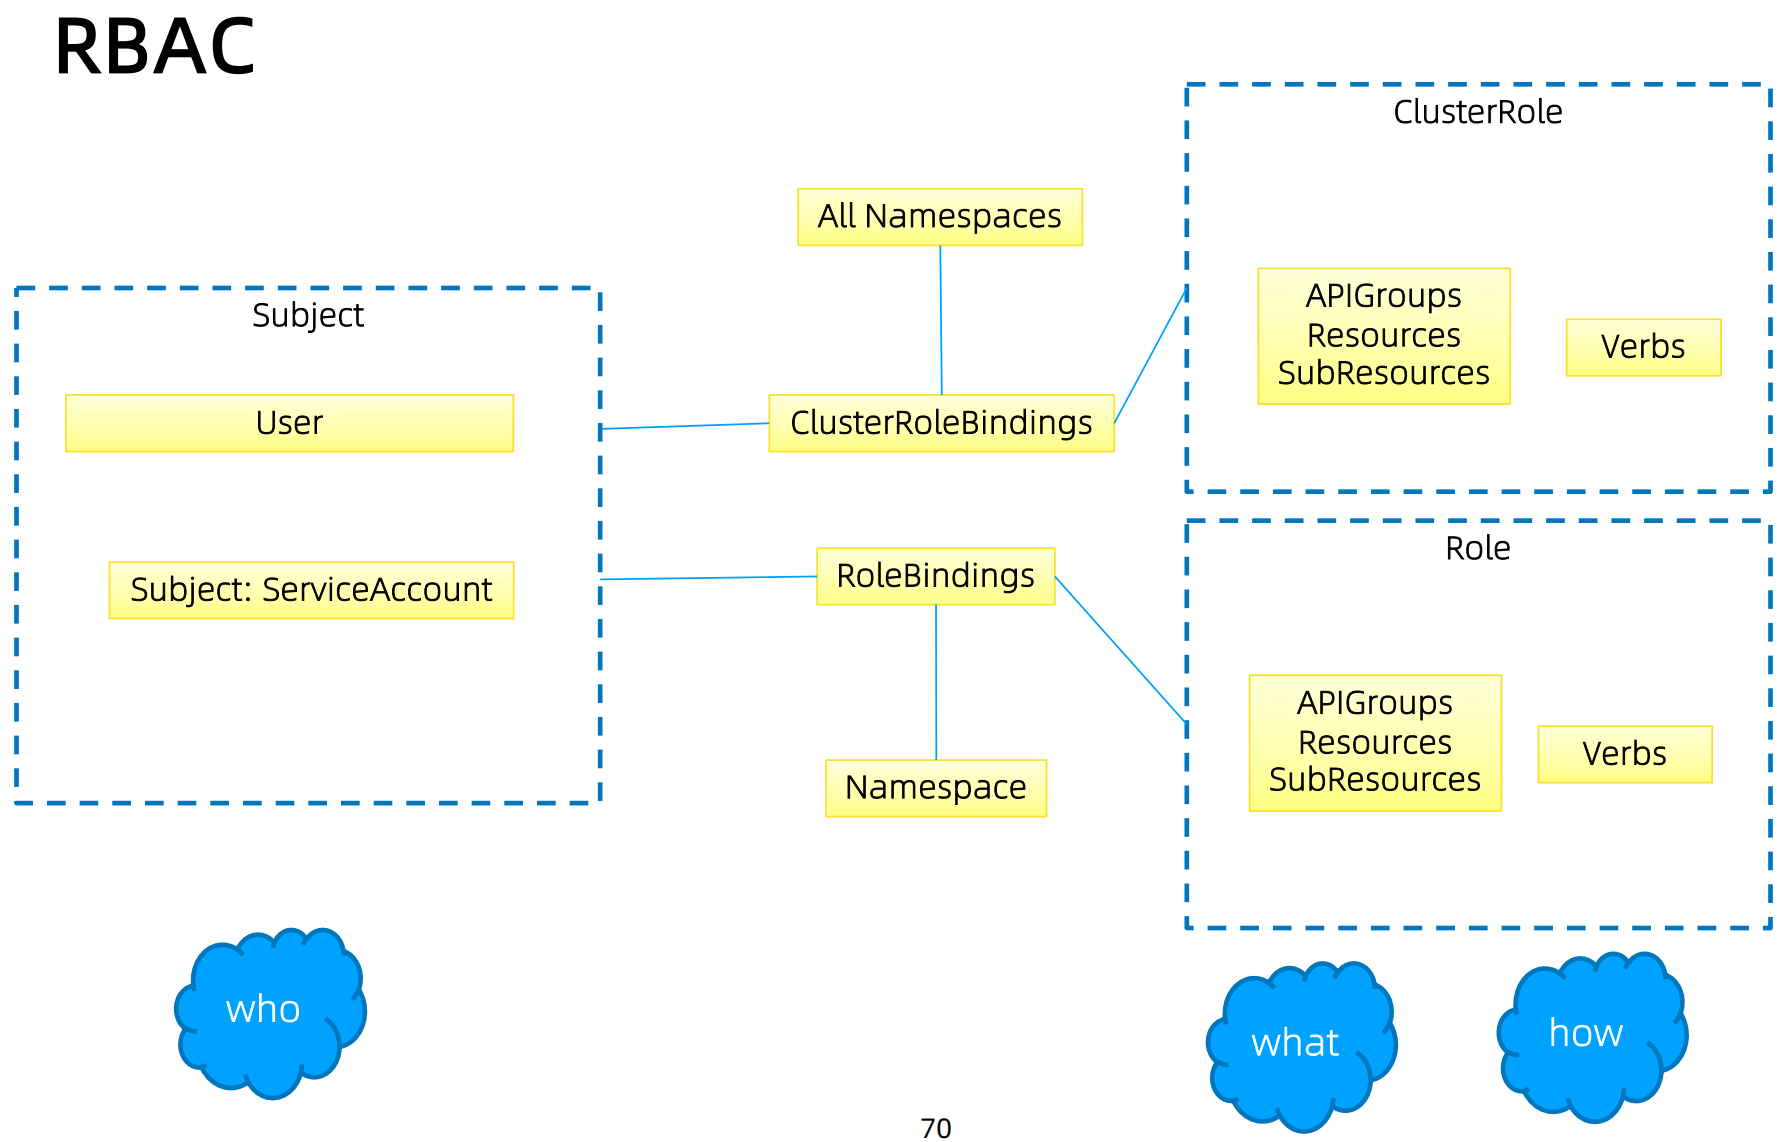 RBAC
Subject
User
Subject: ServiceAccount
All Namespaces
ClusterRoleBindings
RoleBindings
Namespace
ClusterRole
APIGroups
Resources
SubResources
Verbs
Role
APIGroups
Resources
SubResources
Verbs
who
what
how
70